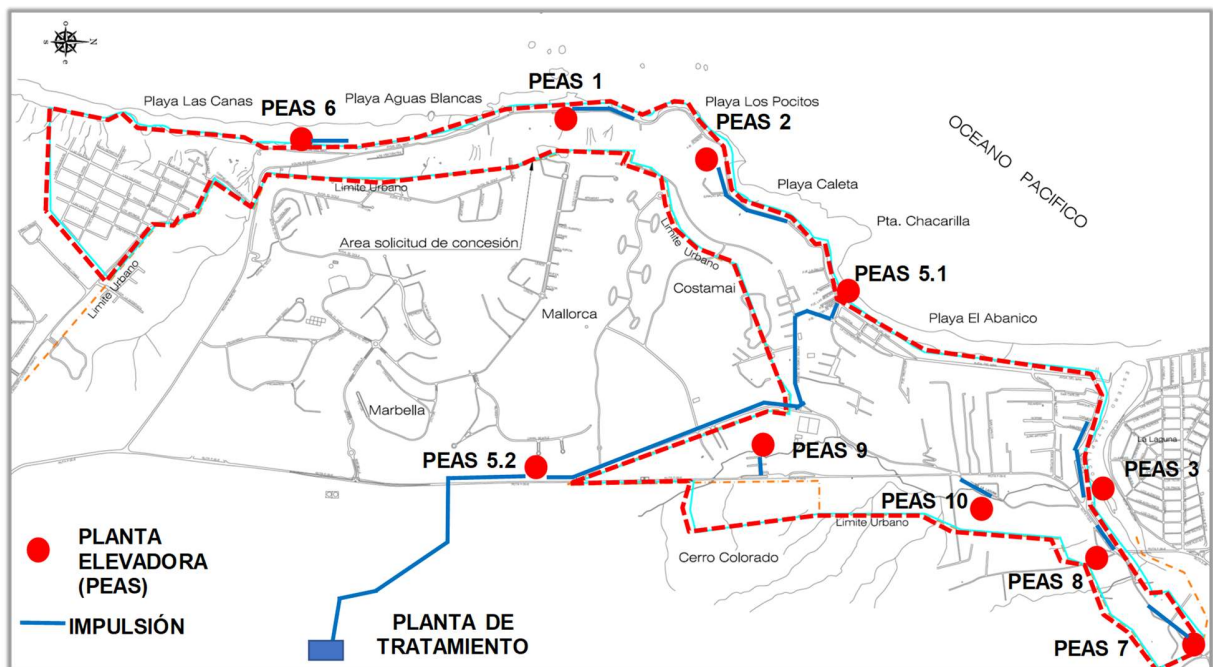 o
s
N
e
Playa Las Canas
PEAS 6
Playa Aguas Blancas
PEAS 1
Playa Los Pocitos
PEAS 2
OCEANO PACIFICO
Playa Caleta
Pta. Chacarilla
Limite Urbano
Area solicitud de concesión
Limite Urbano
Limite Urbano
Costamai
PEAS 5.1
Mallorca
Playa El Abanico
Marbella
La Laguna
PEAS 5.2
PEAS 9
PEAS 3
PEAS 10
Limite Urbano
Cerro Colorado
PEAS 8
PEAS 7
PLANTA
ELEVADORA
(PEAS)
IMPULSIÓN
PLANTA DE
TRATAMIENTO